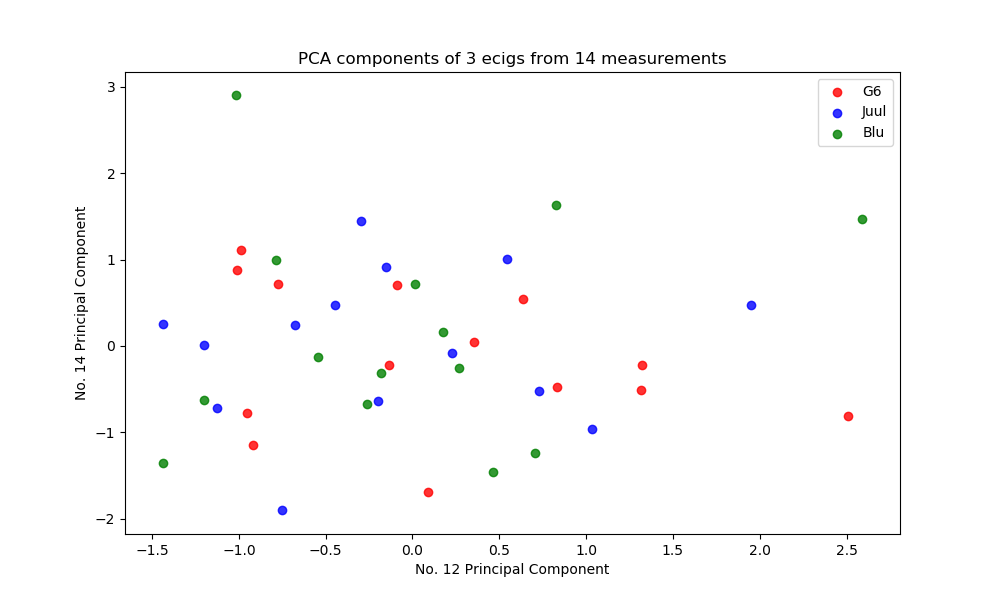 PCA components of 3 ecigs from 14 measurements
G6
Juul
Blu
3
2
1
0
−1
−2
No. 14 Principal Component
−1.5 −1.0 −0.5 0.0 0.5 1.0 1.5 2.0 2.5
No. 12 Principal Component